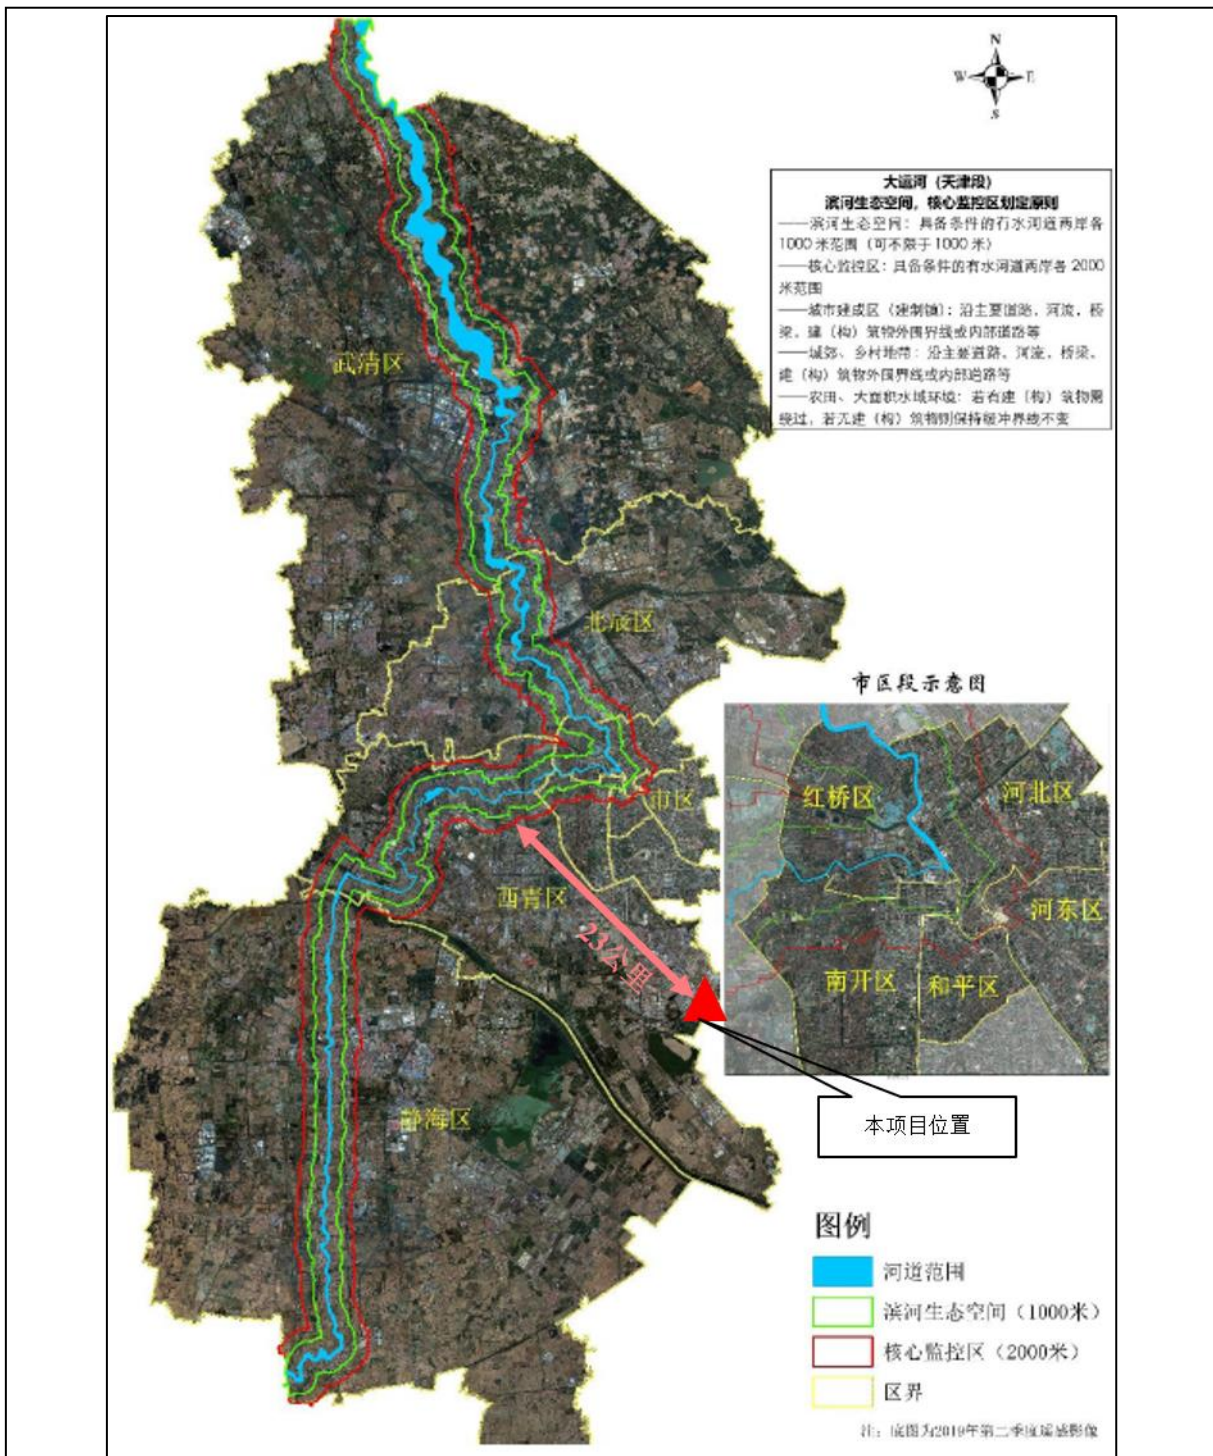 N
W
E
S
大运河（天津段）
滨河生态空间，核心监控区划定原则
——滨河生态空间：具备条件的有水河道两岸各
1000 米范围（可不限于 1000 米）
——核心监控区：具备条件的有水河道两岸各 2000
米范围
——城市建成区（建制镇）：沿主要道路，河流，桥
梁，建（构）筑物外围界线或内部道路等
——城郊、乡村地带：沿主要道路，河流，桥梁，
建（构）筑物外围界线或内部道路等
——农田、大面积水域环境：若有建（构）筑物需
绕过，若无建（构）筑物则保持缓冲界线不变
武清区
北辰区
市区
西青区
静海区
23公里
市区段示意图
红桥区
河北区
河东区
南开区
和平区
本项目位置
图例
河道范围
滨河生态空间（1000米）
核心监控区（2000米）
区界
注：底图为2019年第二季度遥感影像